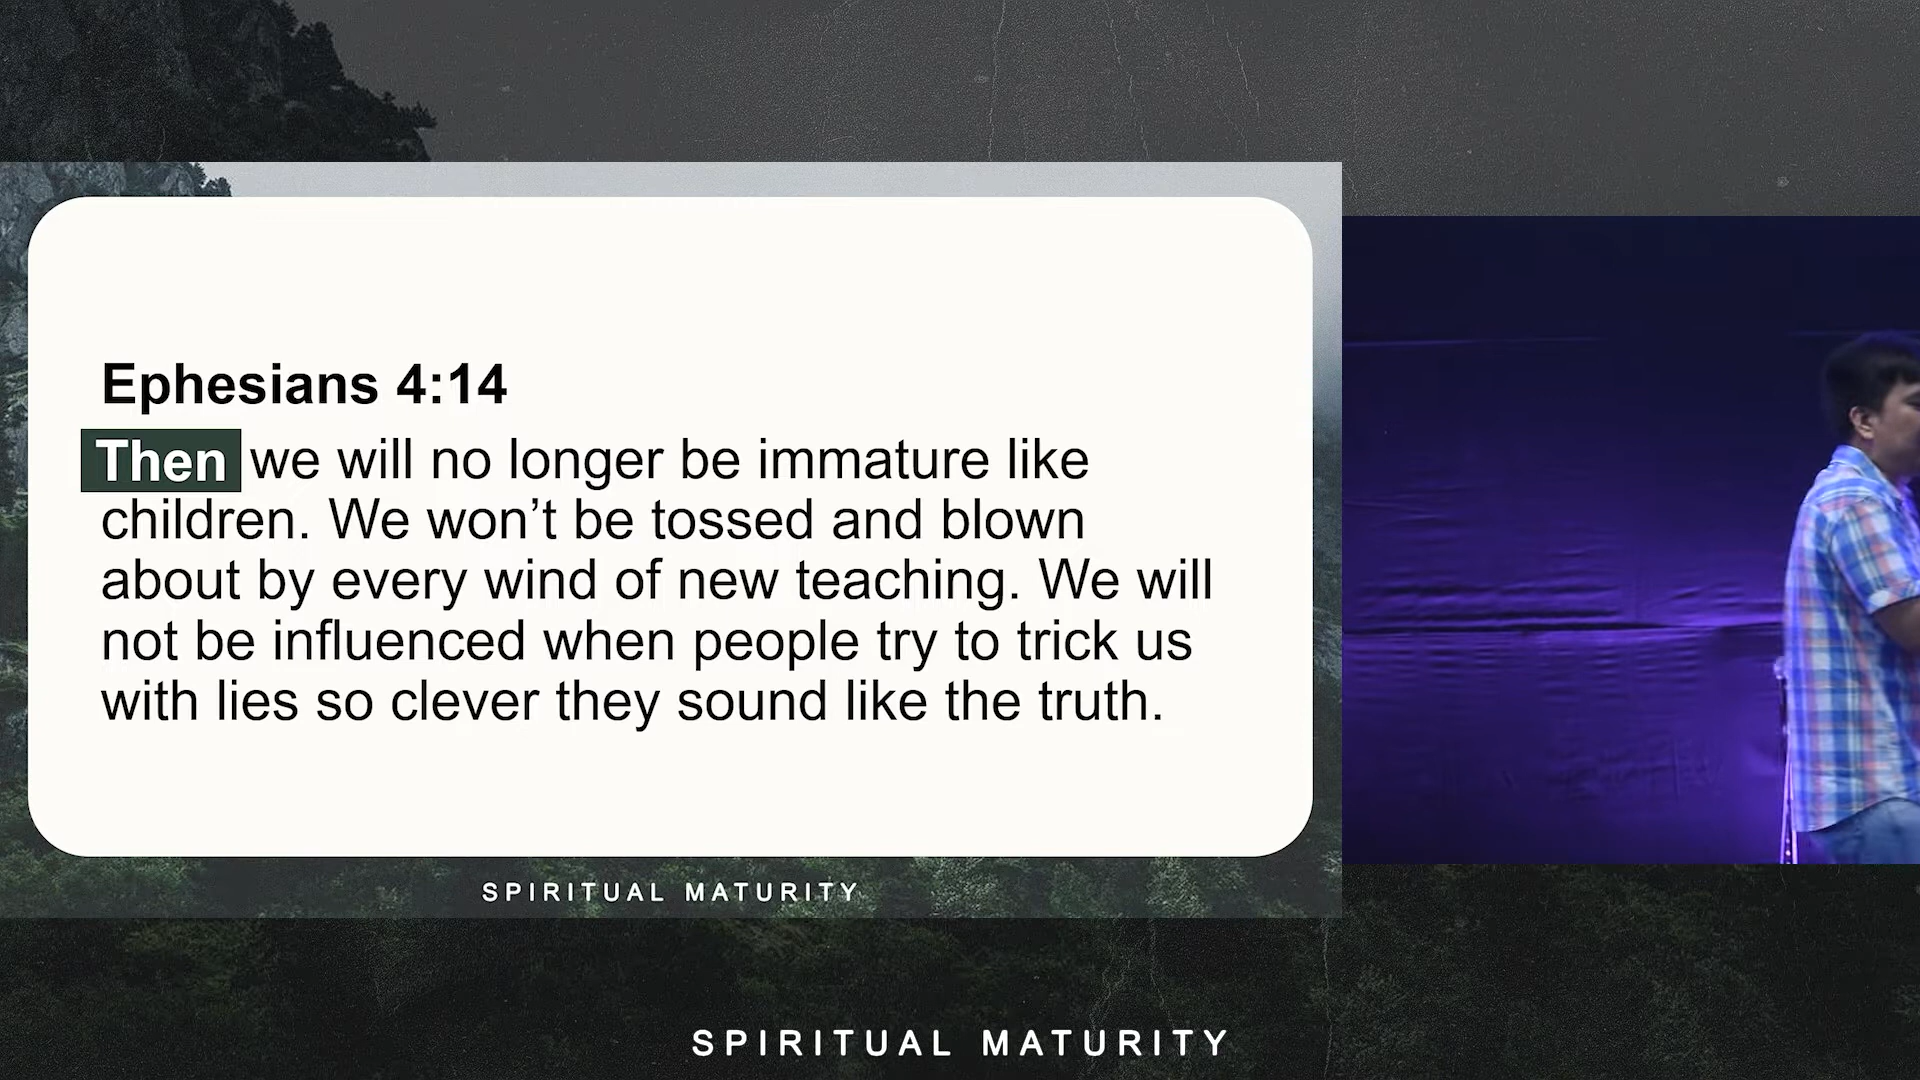 Ephesians 4:14
Then we will no longer be immature like
children. We won’t be tossed and blown
about by every wind of new teaching. We will
not be influenced when people try to trick us
with lies so clever they sound like the truth.
SPIRITUAL MATURITY
SPIRITUAL MATURITY